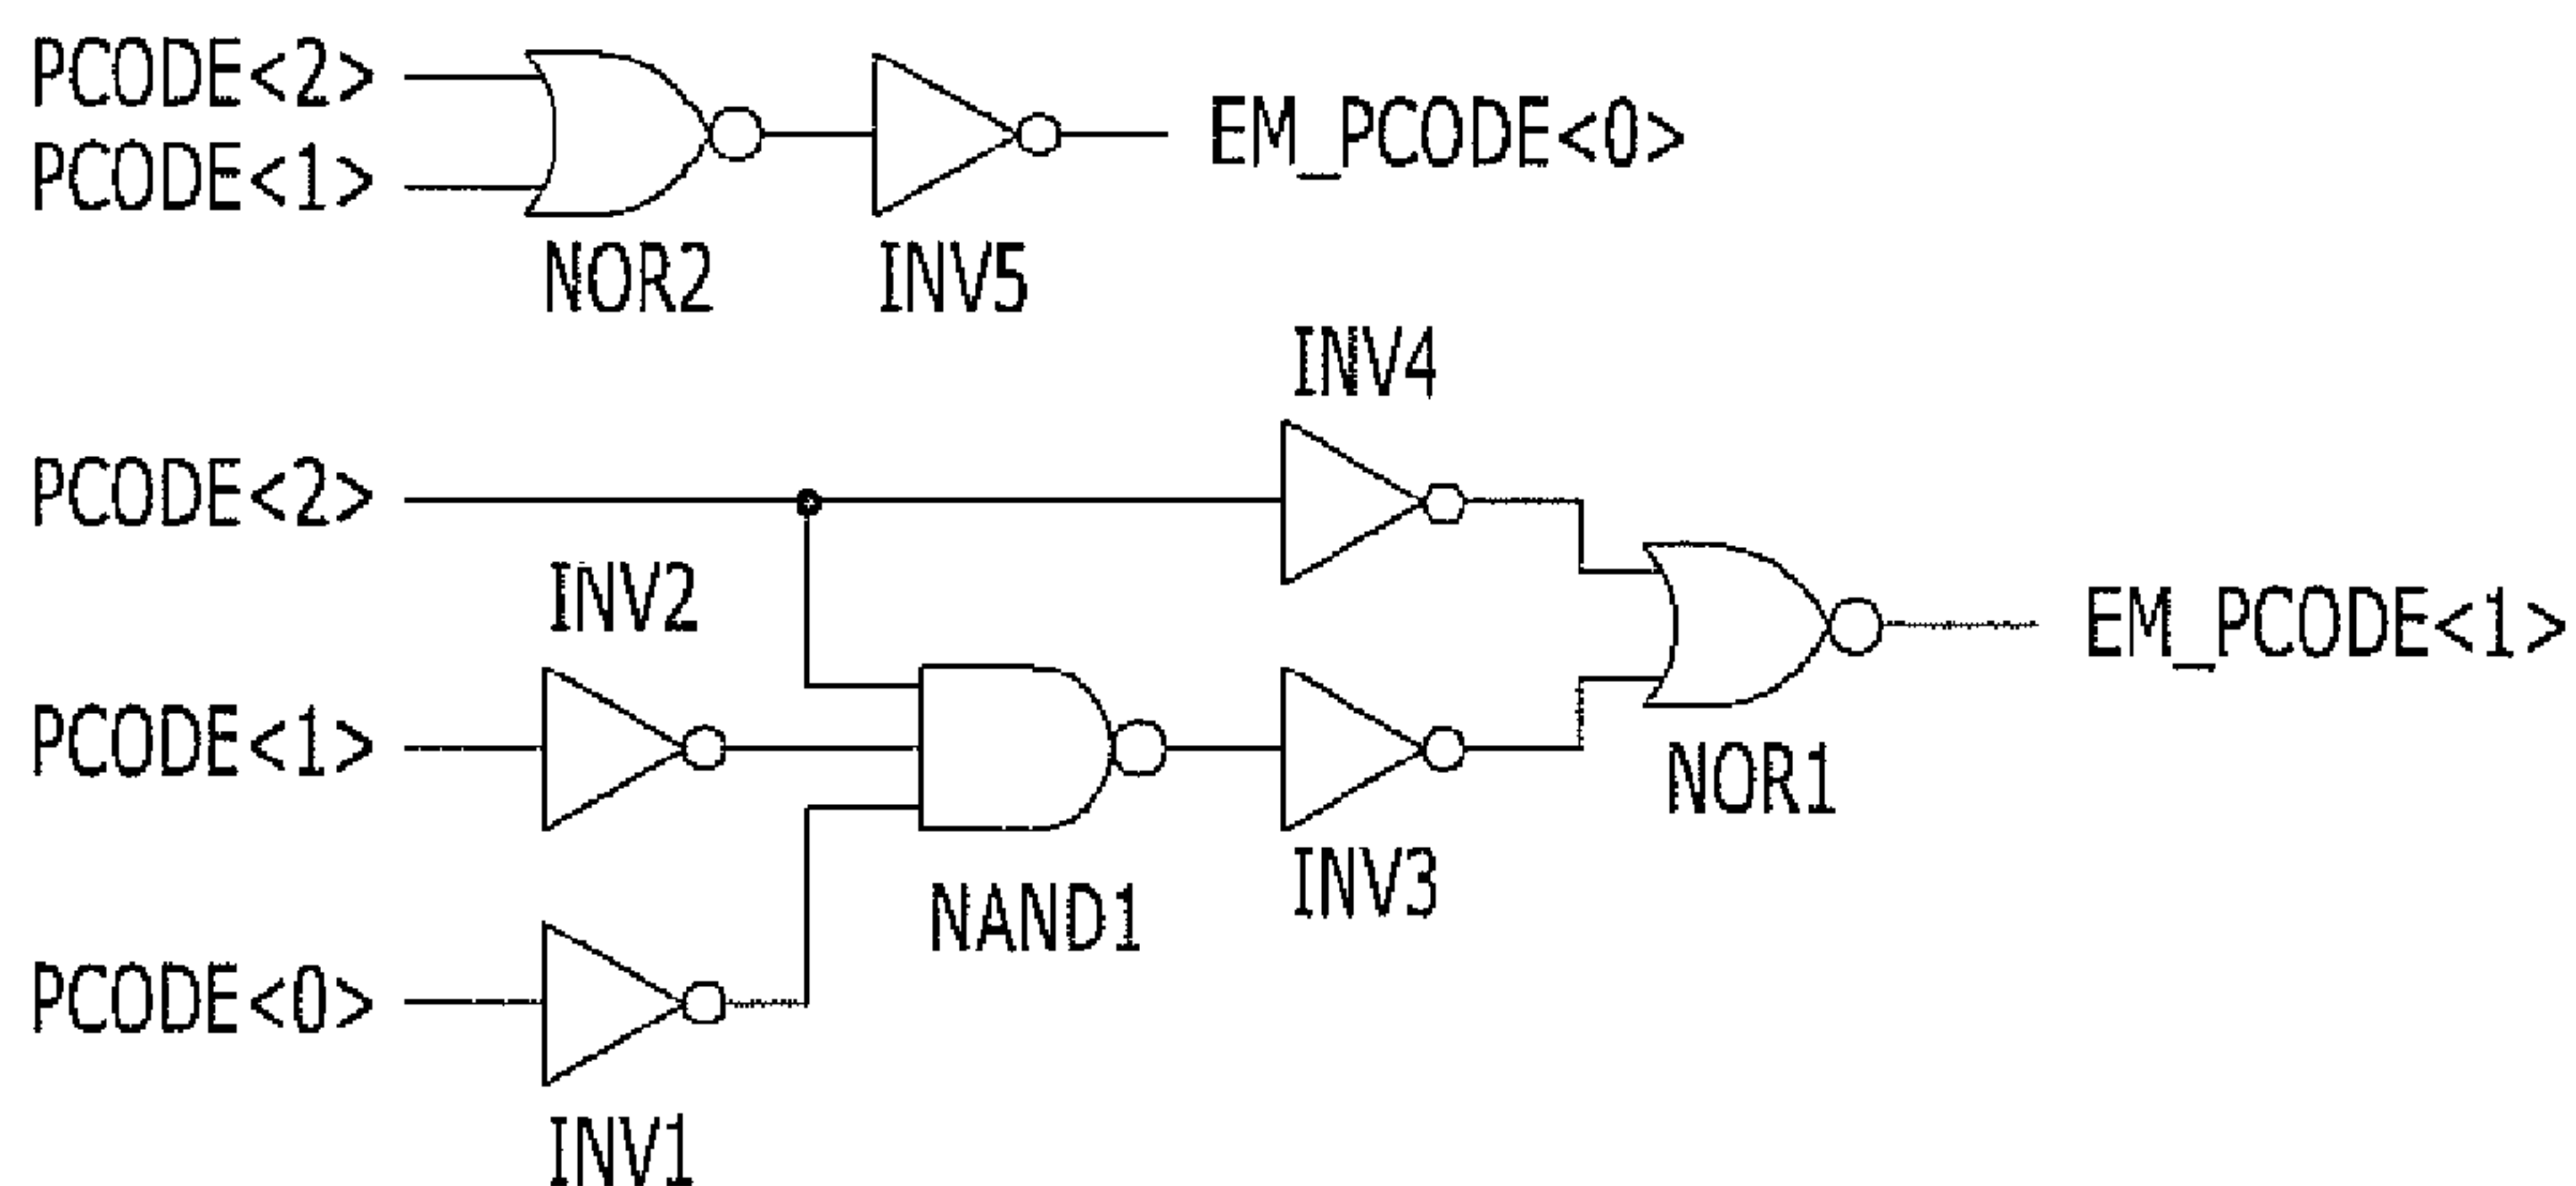 PCODE<2>
PCODE<1>
EM_PCODE<0>
NOR2
INV5
INV4
PCODE<2>
INV2
EM_PCODE<1>
PCODE<1>
NOR1
INV3
NAND1
PCODE<0>
INV1